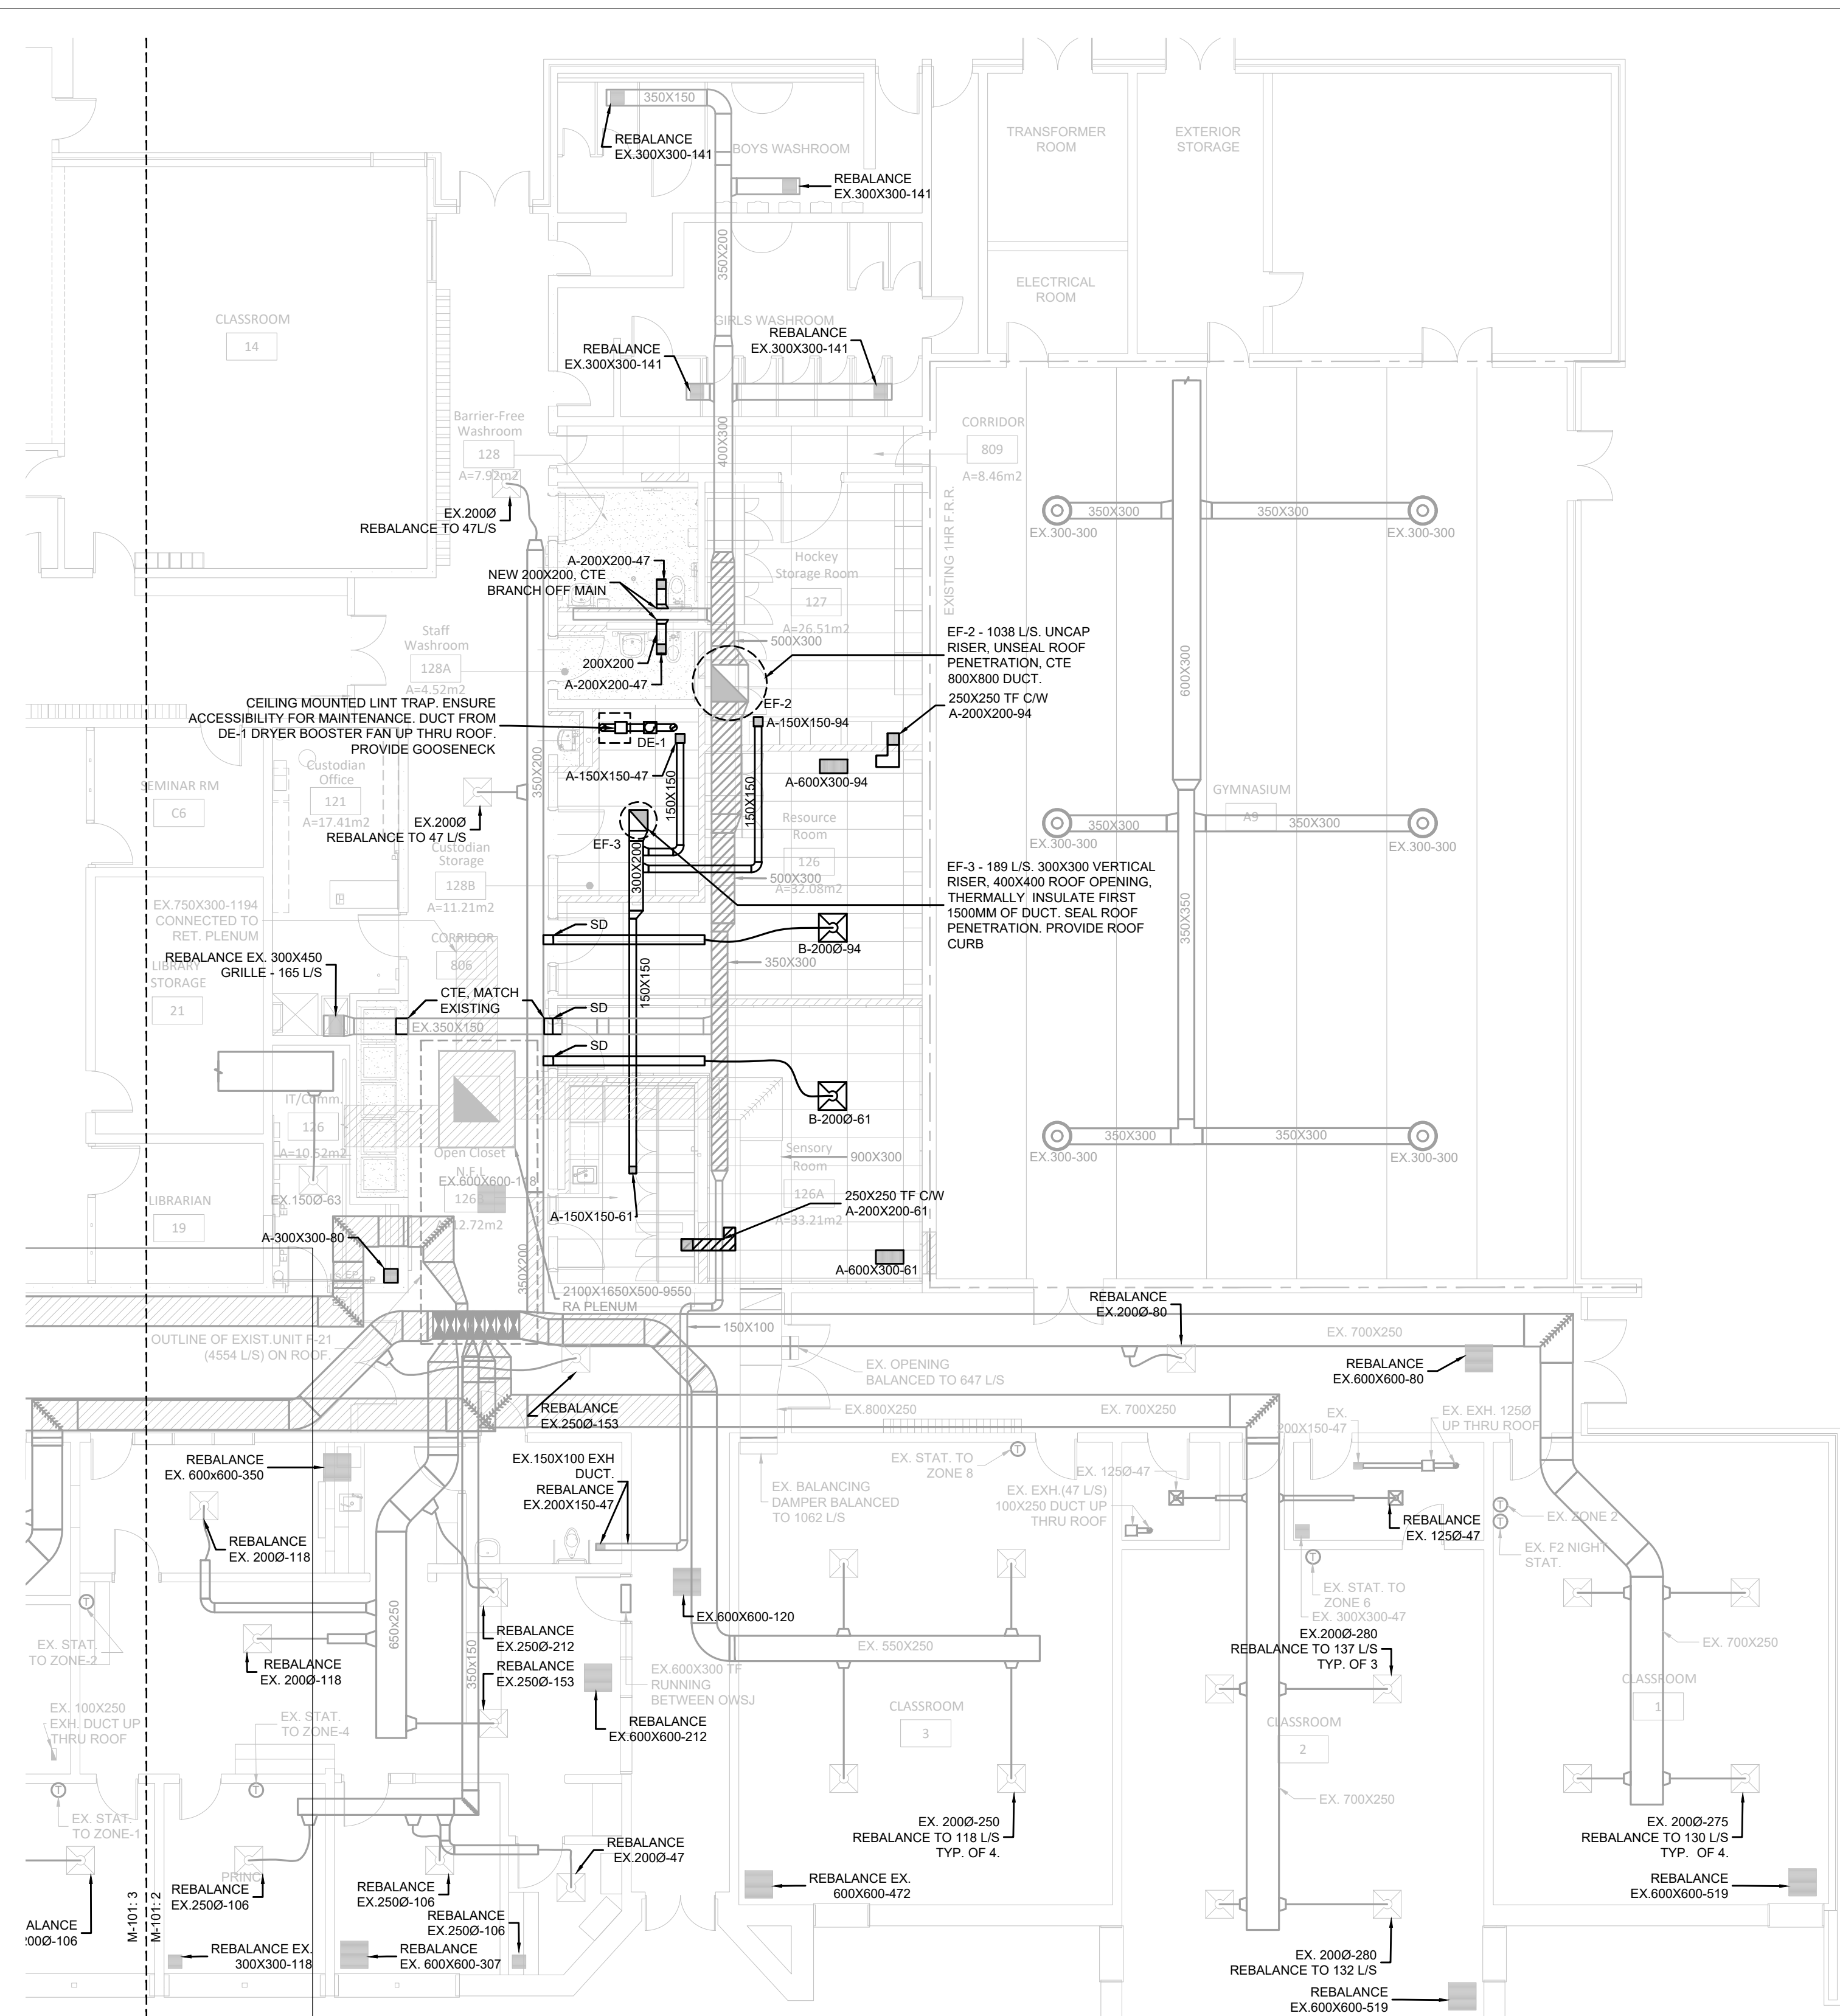 350X150
REBALANCE
EX.300X300-141
BOYS WASHROOM
TRANSFORMER
ROOM
EXTERIOR
STORAGE
REBALANCE
EX.300X300-141
350X200
ELECTRICAL
ROOM
CLASSROOM
14
GIRLS WASHROOM
REBALANCE
EX.300X300-141
REBALANCE
EX.300X300-141
400X300
Barrier-Free
Washroom
128
A=7.92m2
CORRIDOR
809
A=8.46m2
EX.200Ø
REBALANCE TO 47L/S
EXISTING 1HR F.R.R.
350X300
350X300
EX.300-300
EX.300-300
A-200X200-47
NEW 200X200, CTE
BRANCH OFF MAIN
Hockey
Storage Room
127
A=26.51m2
500X300
Staff
Washroom
128A
A=4.52m2
200X200
A-200X200-47
EF-2 - 1038 L/S. UNCAP
RISER, UNSEAL ROOF
PENETRATION, CTE
800X800 DUCT.
600X300
CEILING MOUNTED LINT TRAP. ENSURE
ACCESSIBILITY FOR MAINTENANCE. DUCT FROM
DE-1 DRYER BOOSTER FAN UP THRU ROOF.
PROVIDE GOOSENECK
EF-2
A-150X150-94
DE-1
250X250 TF C/W
A-200X200-94
350X200
A-150X150-47
150X150
150X150
A-600X300-94
SEMINAR RM
C6
Custodian
Office
121
A=17.41m2
EX.200Ø
REBALANCE TO 47 L/S
EF-3
Resource
Room
126
A=32.08m2
500X300
GYMNASIUM
A9
350X300
350X300
EX.300-300
EX.300-300
Custodian
Storage
128B
A=11.21m2
300X200
EF-3 - 189 L/S. 300X300 VERTICAL
RISER, 400X400 ROOF OPENING,
THERMALLY INSULATE FIRST
1500MM OF DUCT. SEAL ROOF
PENETRATION. PROVIDE ROOF
CURB
EX.750X300-1194
CONNECTED TO
RET. PLENUM
CORRIDOR
806
SD
B-200Ø-94
350X350
REBALANCE EX. 300X450
GRILLE - 165 L/S
LIBRARY
STORAGE
21
350X300
150X150
CTE, MATCH
EXISTING
SD
EX.350X150
SD
B-200Ø-61
IT/Comm.
126
A=10.52m2
350X300
350X300
EX.300-300
EX.300-300
Open Closet
N.F.I.
EX.600X600-118
EX.150Ø-63
Sensory
Room
900X300
126A
A=33.21m2
LIBRARIAN
19
A-150X150-61
250X250 TF C/W
A-200X200-61
A-300X300-80
EP
EP
350X200
A-600X300-61
2100X1650X500-9550
RA PLENUM
150X100
REBALANCE
EX.200Ø-80
OUTLINE OF EXIST.UNIT F-21
(4554 L/S) ON ROOF.
EX. OPENING
BALANCED TO 647 L/S
EX. 700X250
REBALANCE
EX.600X600-80
REBALANCE
EX.250Ø-153
EX.800X250
EX. 700X250
EX.
200X150-47
EX. EXH. 125Ø
UP THRU ROOF
REBALANCE
EX. 600x600-350
EX.150X100 EXH
DUCT.
REBALANCE
EX.200X150-47
EX. STAT. TO
ZONE 8
T
EX. BALANCING
DAMPER BALANCED
TO 1062 L/S
EX. 125Ø-47
EX. EXH.(47 L/S)
100X250 DUCT UP
THRU ROOF
REBALANCE
EX. 125Ø-47
T
EX. ZONE 2
T
EX. F2 NIGHT
STAT.
REBALANCE
EX. 200Ø-118
T
EX. STAT. TO
ZONE 6
EX. 300X300-47
T
EX.600X600-120
EX. STAT.
TO ZONE-2
650x250
REBALANCE
EX.250Ø-212
EX. 550X250
EX.200Ø-280
REBALANCE TO 137 L/S
TYP. OF 3
EX. 700X250
REBALANCE
EX. 200Ø-118
350x150
REBALANCE
EX.250Ø-153
EX.600X300 TF
RUNNING
BETWEEN OWSJ
CLASSROOM
1
EX. 100X250
EXH. DUCT UP
THRU ROOF
EX. STAT.
TO ZONE-4
REBALANCE
EX.600X600-212
CLASSROOM
3
CLASSROOM
2
T
T
EX. 700X250
EX. STAT.
TO ZONE-1
EX. 200Ø-250
REBALANCE TO 118 L/S
TYP. OF 4.
EX. 200Ø-275
REBALANCE TO 130 L/S
TYP. OF 4.
REBALANCE
EX.200Ø-47
PRINC.
REBALANCE
EX.250Ø-106
REBALANCE
EX.250Ø-106
REBALANCE EX.
600X600-472
REBALANCE
EX.600X600-519
M-101: 3
M-101: 2
ALANCE
200Ø-106
REBALANCE
EX.250Ø-106
REBALANCE EX.
300X300-118
REBALANCE
EX. 600X600-307
EX. 200Ø-280
REBALANCE TO 132 L/S
REBALANCE
EX.600X600-519